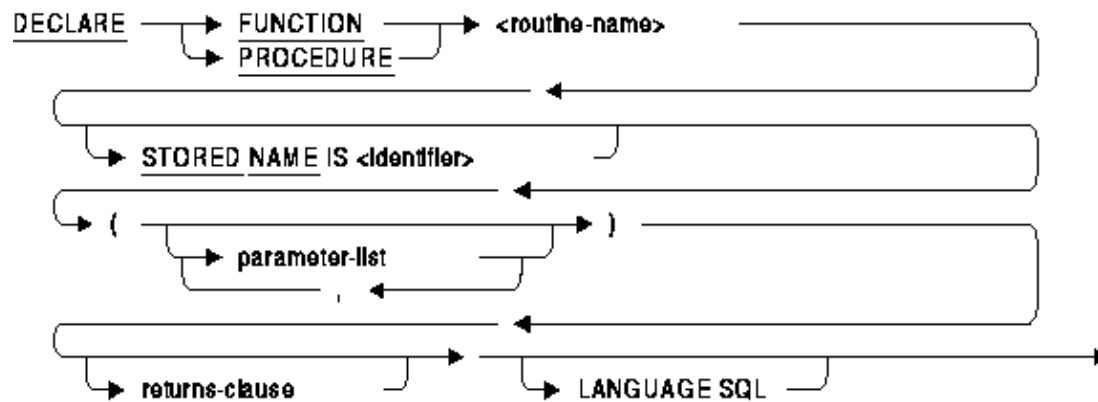 DECLARE FUNCTION <routine-name>
PROCEDURE
STORED NAME IS <identifier>
( )
parameter-list
,
returns-clause LANGUAGE SQL